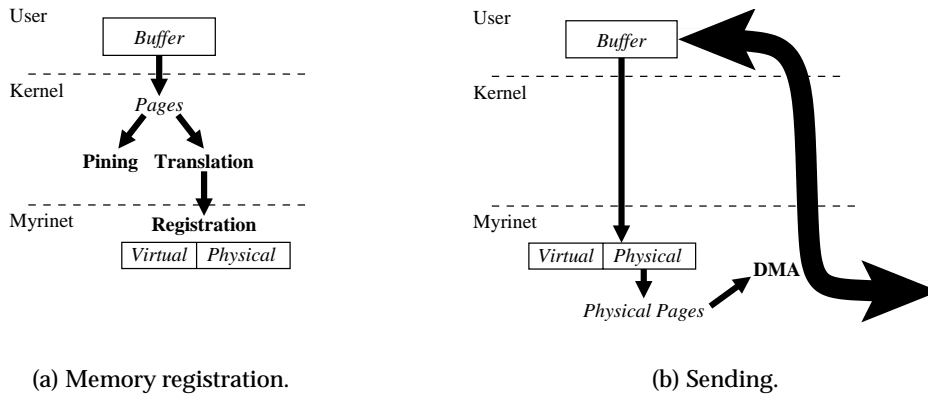 User
Buffer
Kernel
Pages
Pining Translation
Myrinet
Registration
Virtual Physical
(a) Memory registration.
User
Buffer
Kernel
Myrinet
Virtual Physical
DMA
Physical Pages
(b) Sending.